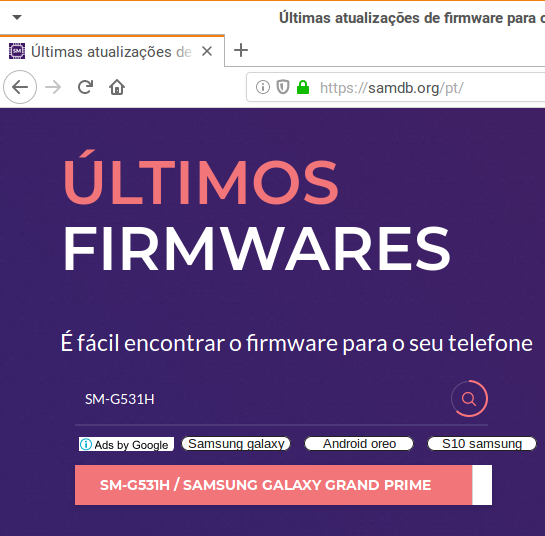 Últimas atualizações de firmware para
SM
Últimas atualizações de
https://samdb.org/pt/
ÚLTIMOS
FIRMWARES
É fácil encontrar o firmware para o seu telefone
SM-G531H
Ads by Google
Samsung galaxy
Android oreo
S10 samsung
SM-G531H / SAMSUNG GALAXY GRAND PRIME